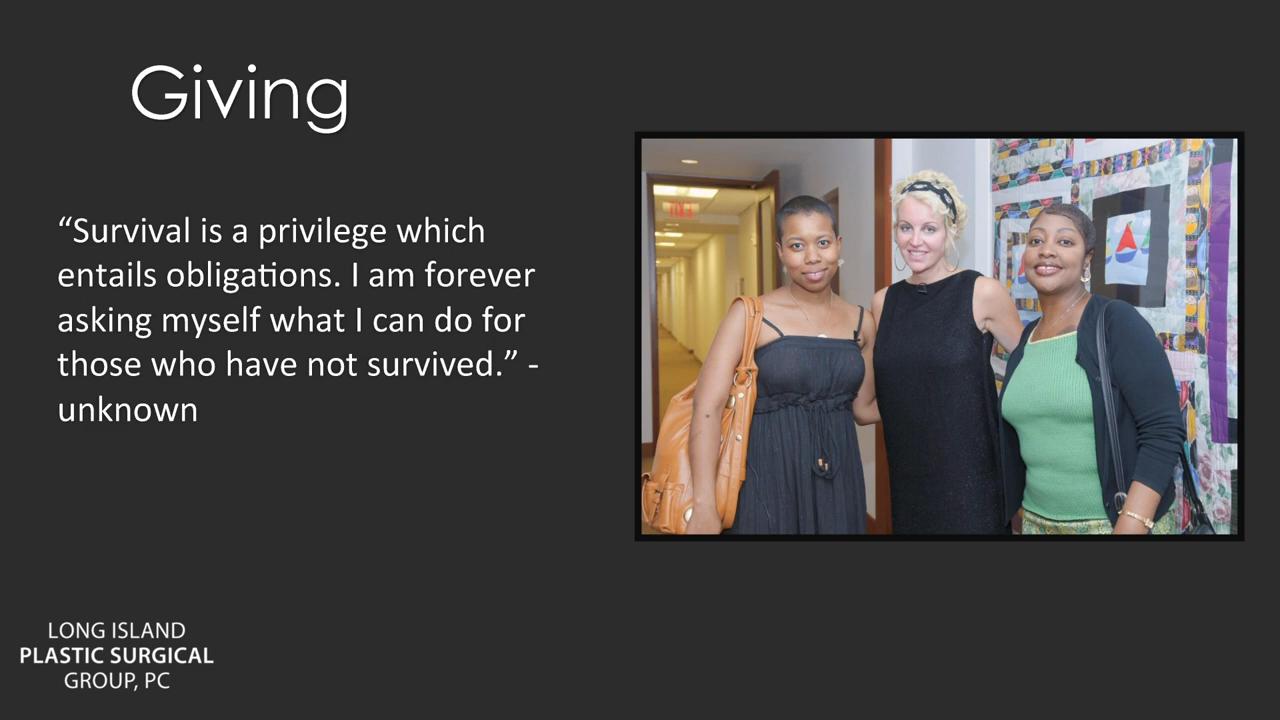 Giving
“Survival is a privilege which
entails obligations. I am forever
asking myself what I can do for
those who have not survived.” -
unknown
EXIT
LONG ISLAND
PLASTIC SURGICAL
GROUP, PC